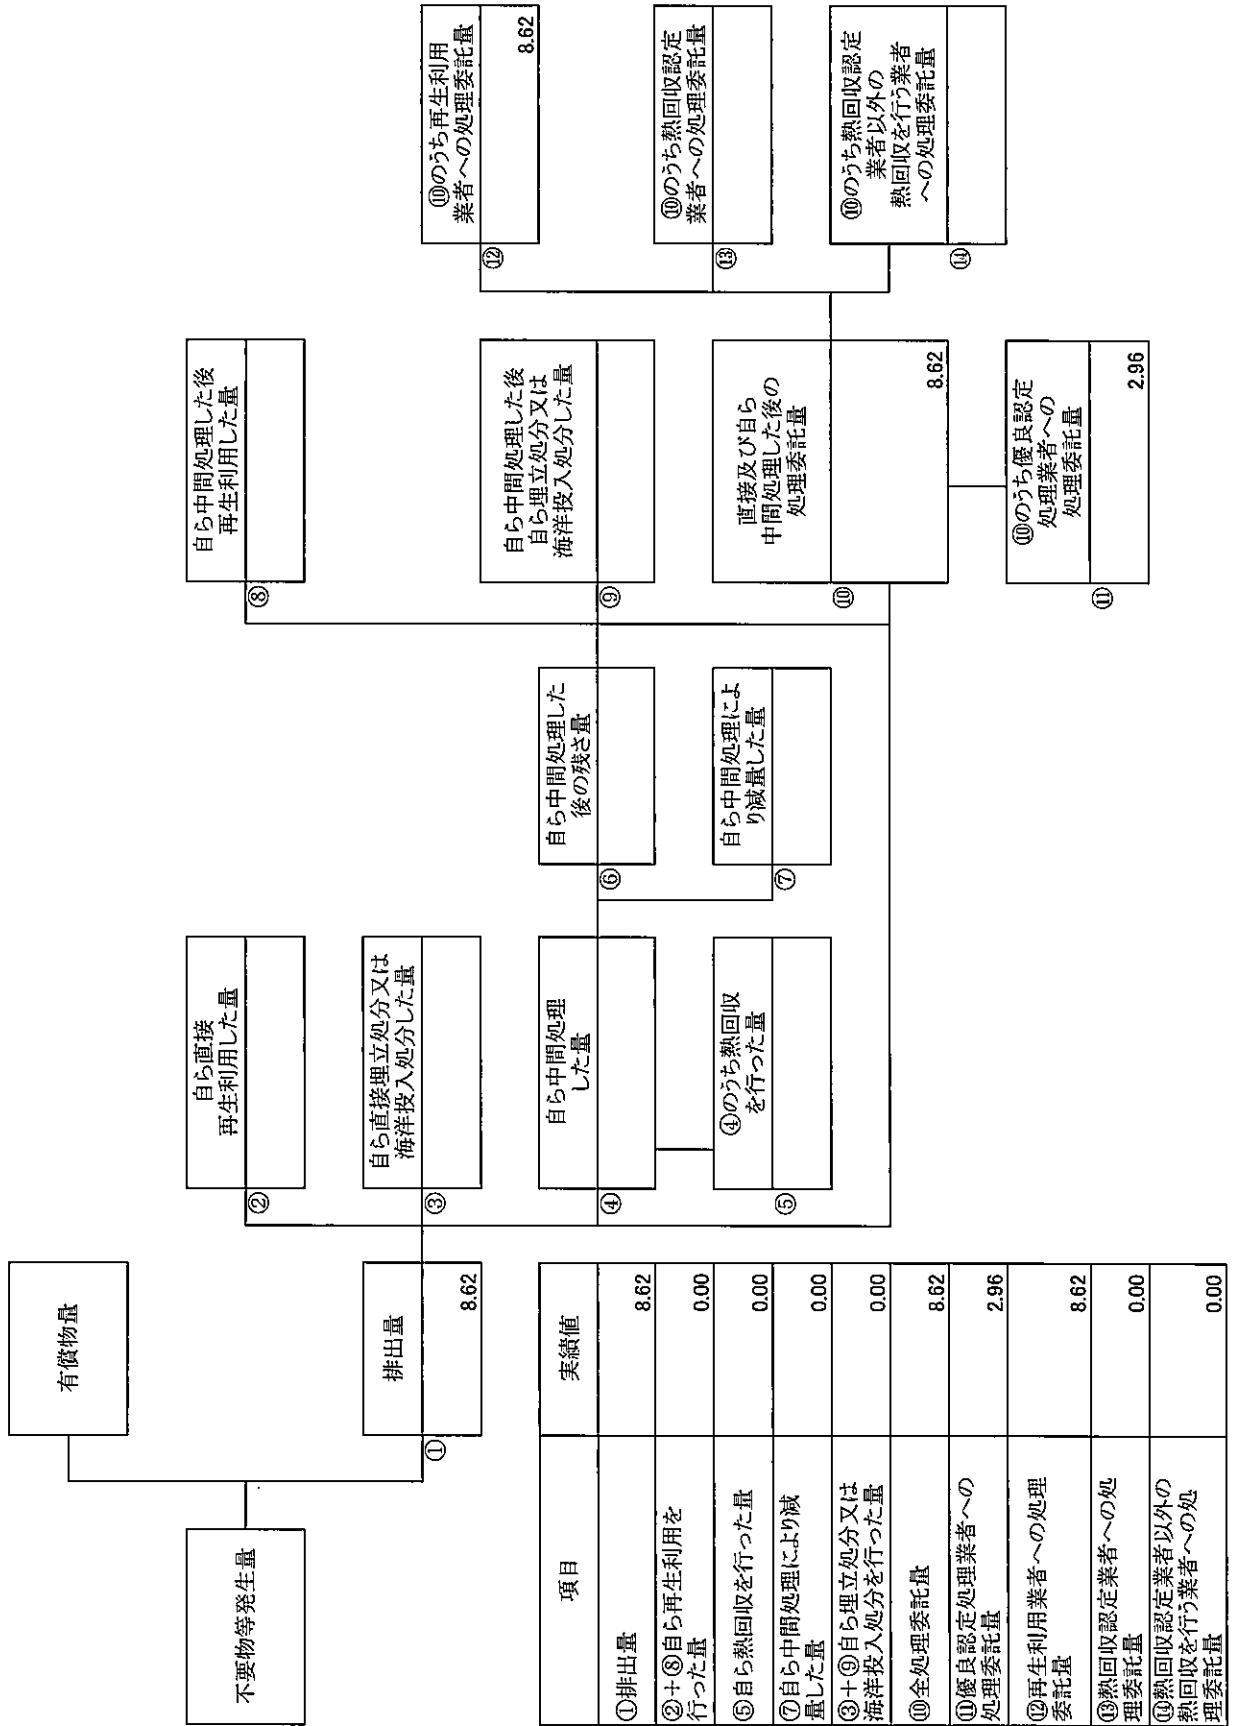 不要物等発生量
有償物量
排出量
①
8.62
自ら直接
再生利用した量
②
自ら直接埋立処分又は
海洋投入処分した量
③
自ら中間処理
した量
④
④のうち熱回収
を行った量
⑤
自ら中間処理した
後の残さ量
⑥
自ら中間処理によ
り減量した量
⑦
自ら中間処理した後
再生利用した量
⑧
自ら中間処理した後
自ら埋立処分又は
海洋投入処分した量
⑨
直接及び自ら
中間処理した後の
処理委託量
⑩
8.62
⑩のうち優良認定
処理業者への
処理委託量
⑪
2.96
⑩のうち再生利用
業者への処理委託量
⑫
8.62
⑩のうち熱回収認定
業者への処理委託量
⑬
⑩のうち熱回収認定
業者以外の
熱回収を行う業者
への処理委託量
⑭
項目 実績値
①排出量 8.62
②+⑧自ら再生利用を
行った量 0.00
⑤自ら熱回収を行った量 0.00
⑦自ら中間処理により減
量した量 0.00
③+⑨自ら埋立処分又は
海洋投入処分を行った量 0.00
⑩全処理委託量 8.62
⑪優良認定処理業者への
処理委託量 2.96
⑫再生利用業者への処理
委託量 8.62
⑬熱回収認定業者への処
理委託量 0.00
⑭熱回収認定業者以外の
熱回収を行う業者への処
理委託量 0.00